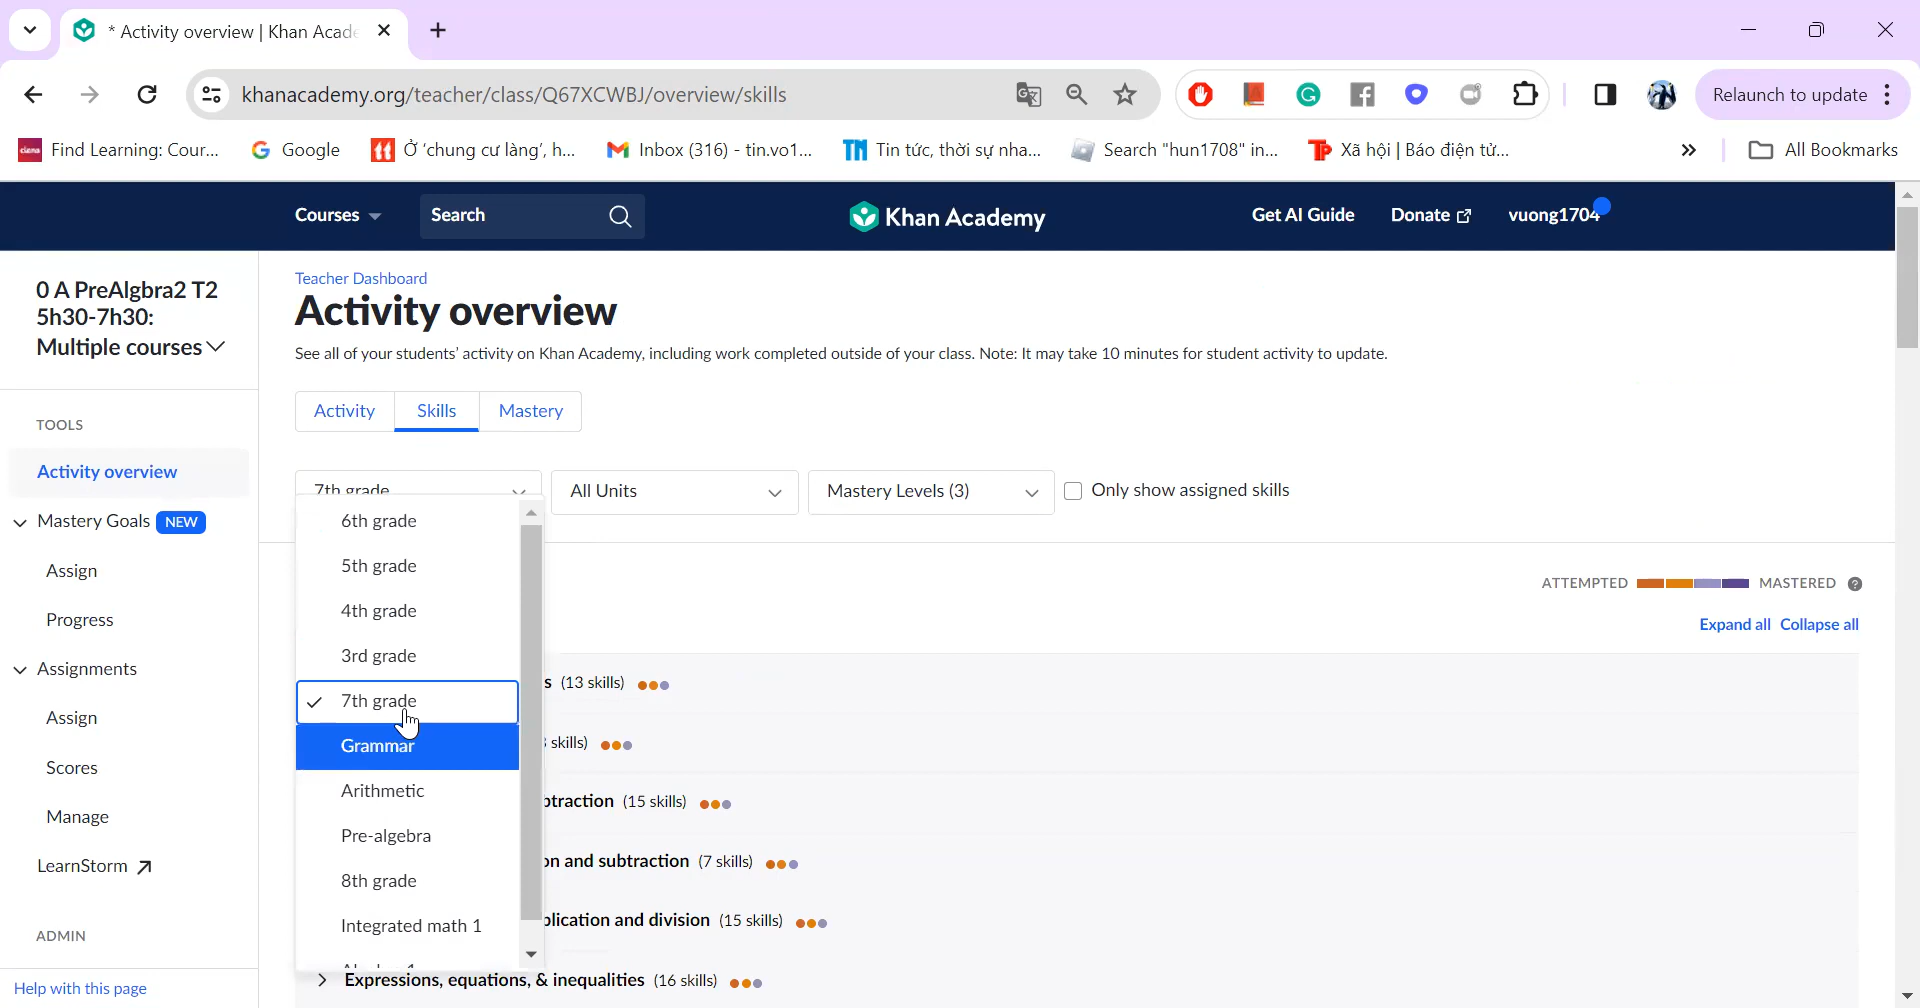 * Activity overview | Khan Acade
khanacademy.org/teacher/class/Q67XCWBJ/overview/skills
Relaunch to update
Find Learning: Cour...
Google
Ở 'chung cư làng', h...
Inbox (316) - tin.vo1...
Tin tức, thời sự nha...
Search "hun1708" in...
Xã hội | Báo điện tử...
All Bookmarks
Courses
Search
Khan Academy
Get AI Guide
Donate
vuong1704
0 A PreAlgbra2 T2
5h30-7h30:
Multiple courses
TOOLS
Activity overview
Mastery Goals NEW
Assign
Progress
Assignments
Assign
Scores
Manage
LearnStorm
ADMIN
Help with this page
Teacher Dashboard
Activity overview
See all of your students' activity on Khan Academy, including work completed outside of your class. Note: It may take 10 minutes for student activity to update.
Activity
Skills
Mastery
7th grade
All Units
Mastery Levels (3)
Only show assigned skills
6th grade
5th grade
4th grade
3rd grade
7th grade
Grammar
Arithmetic
Pre-algebra
8th grade
Integrated math 1
ATTEMPTED
MASTERED
Expand all
Collapse all
s (13 skills)
skills)
btraction (15 skills)
on and subtraction (7 skills)
plication and division (15 skills)
Expressions, equations, & inequalities (16 skills)